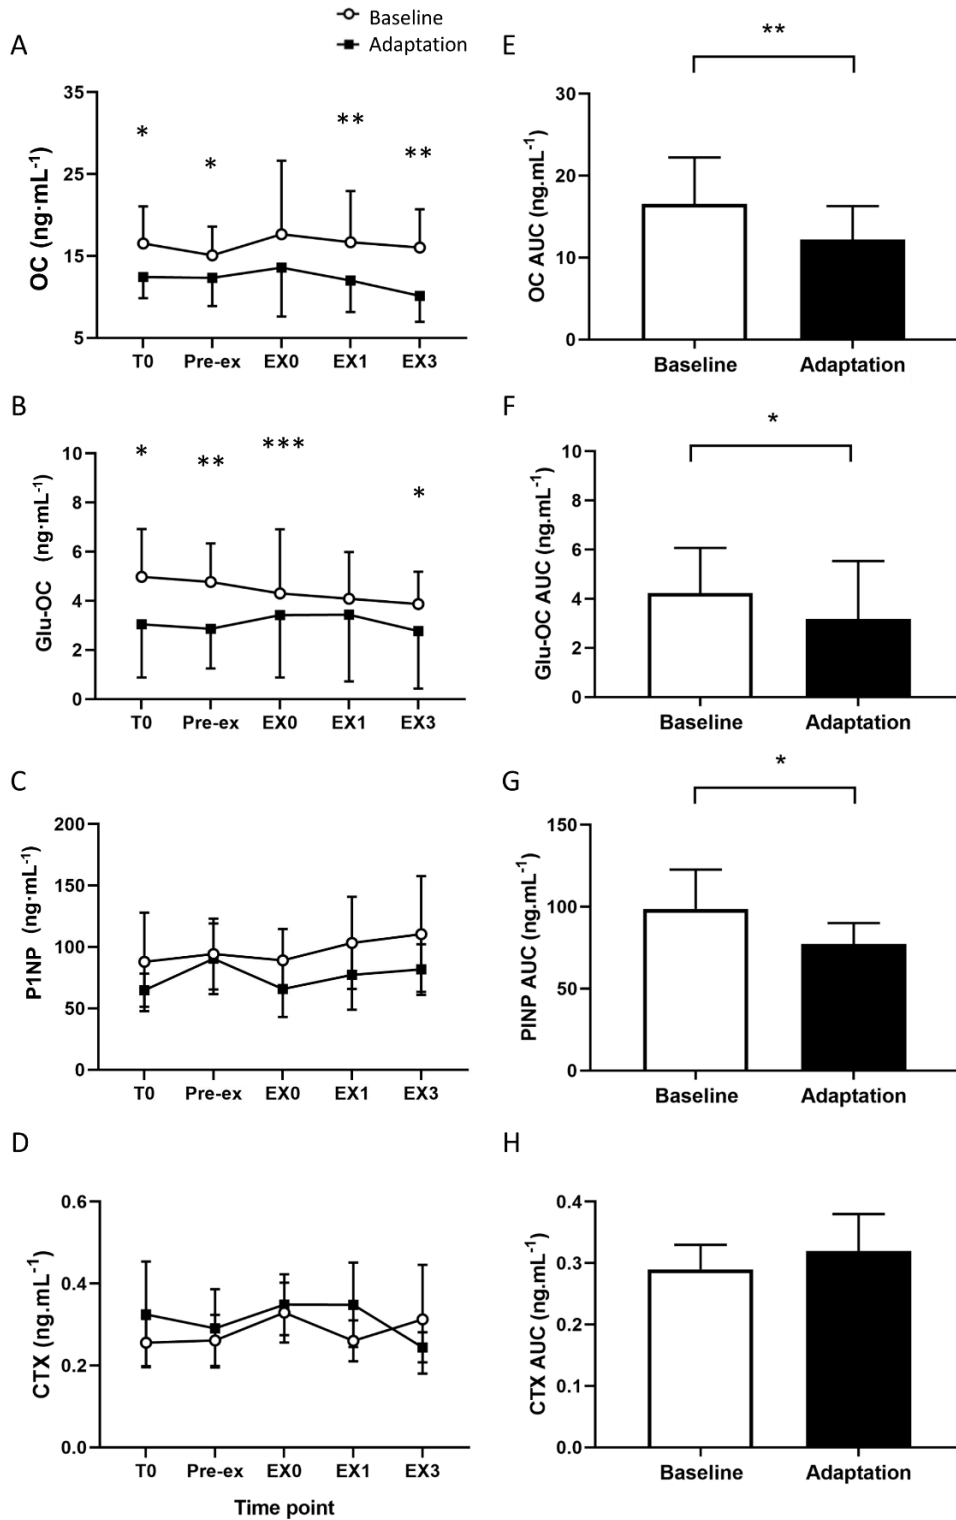 Baseline
Adaptation
A
OC (ng·mL⁻¹)
35
25
15
5
*
*
**
**
T0 Pre-ex EX0 EX1 EX3
E
OC AUC (ng.mL⁻¹)
30
20
10
0
**
Baseline Adaptation
B
Glu-OC (ng·mL⁻¹)
10
8
6
4
2
0
*
**
***
*
T0 Pre-ex EX0 EX1 EX3
F
Glu-OC AUC (ng.mL⁻¹)
10
8
6
4
2
0
*
Baseline Adaptation
C
P1NP (ng·mL⁻¹)
200
150
100
50
0
T0 Pre-ex EX0 EX1 EX3
G
PINP AUC (ng.mL⁻¹)
150
100
50
0
*
Baseline Adaptation
D
CTX (ng.mL⁻¹)
0.6
0.4
0.2
0.0
T0 Pre-ex EX0 EX1 EX3
Time point
H
CTX AUC (ng.mL⁻¹)
0.4
0.3
0.2
0.1
0.0
Baseline Adaptation